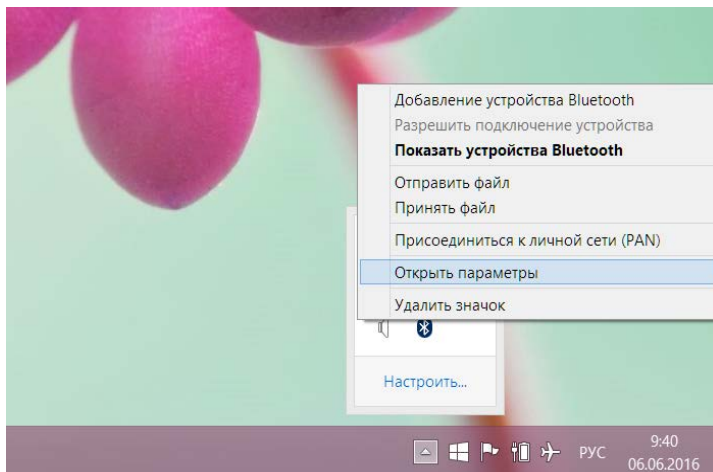 Добавление устройства Bluetooth
Разрешить подключение устройства
Показать устройства Bluetooth
Отправить файл
Принять файл
Присоединиться к личной сети (PAN)
Открыть параметры
Удалить значок
Настроить...
РУС
9:40
06.06.2016